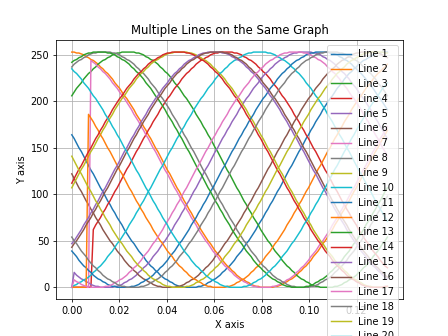 Multiple Lines on the Same Graph
Y axis
250
200
150
100
50
0
0.00
0.02
0.04
0.06
0.08
0.10
X axis
Line 1
Line 2
Line 3
Line 4
Line 5
Line 6
Line 7
Line 8
Line 9
Line 10
Line 11
Line 12
Line 13
Line 14
Line 15
Line 16
Line 17
Line 18
Line 19
Line 20